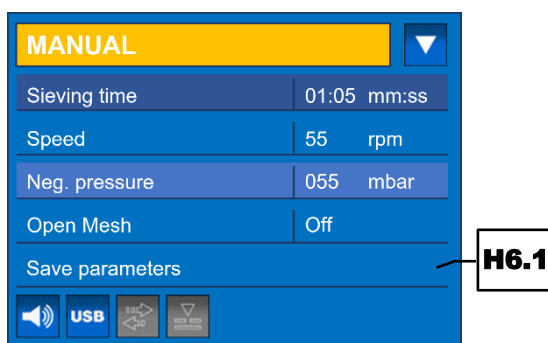 MANUAL
Sieving time 01:05 mm:ss
Speed 55 rpm
Neg. pressure 055 mbar
Open Mesh Off
Save parameters
H6.1
USB